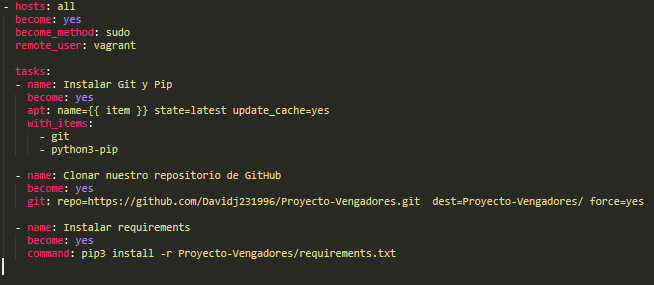 - hosts: all
  become: yes
  become_method: sudo
  remote_user: vagrant

  tasks:
  - name: Instalar Git y Pip
    become: yes
    apt: name={{ item }} state=latest update_cache=yes
    with_items:
      - git
      - python3-pip

  - name: Clonar nuestro repositorio de GitHub
    become: yes
    git: repo=https://github.com/Davidj231996/Proyecto-Vengadores.git  dest=Proyecto-Vengadores/ force=yes

  - name: Instalar requirements
    become: yes
    command: pip3 install -r Proyecto-Vengadores/requirements.txt